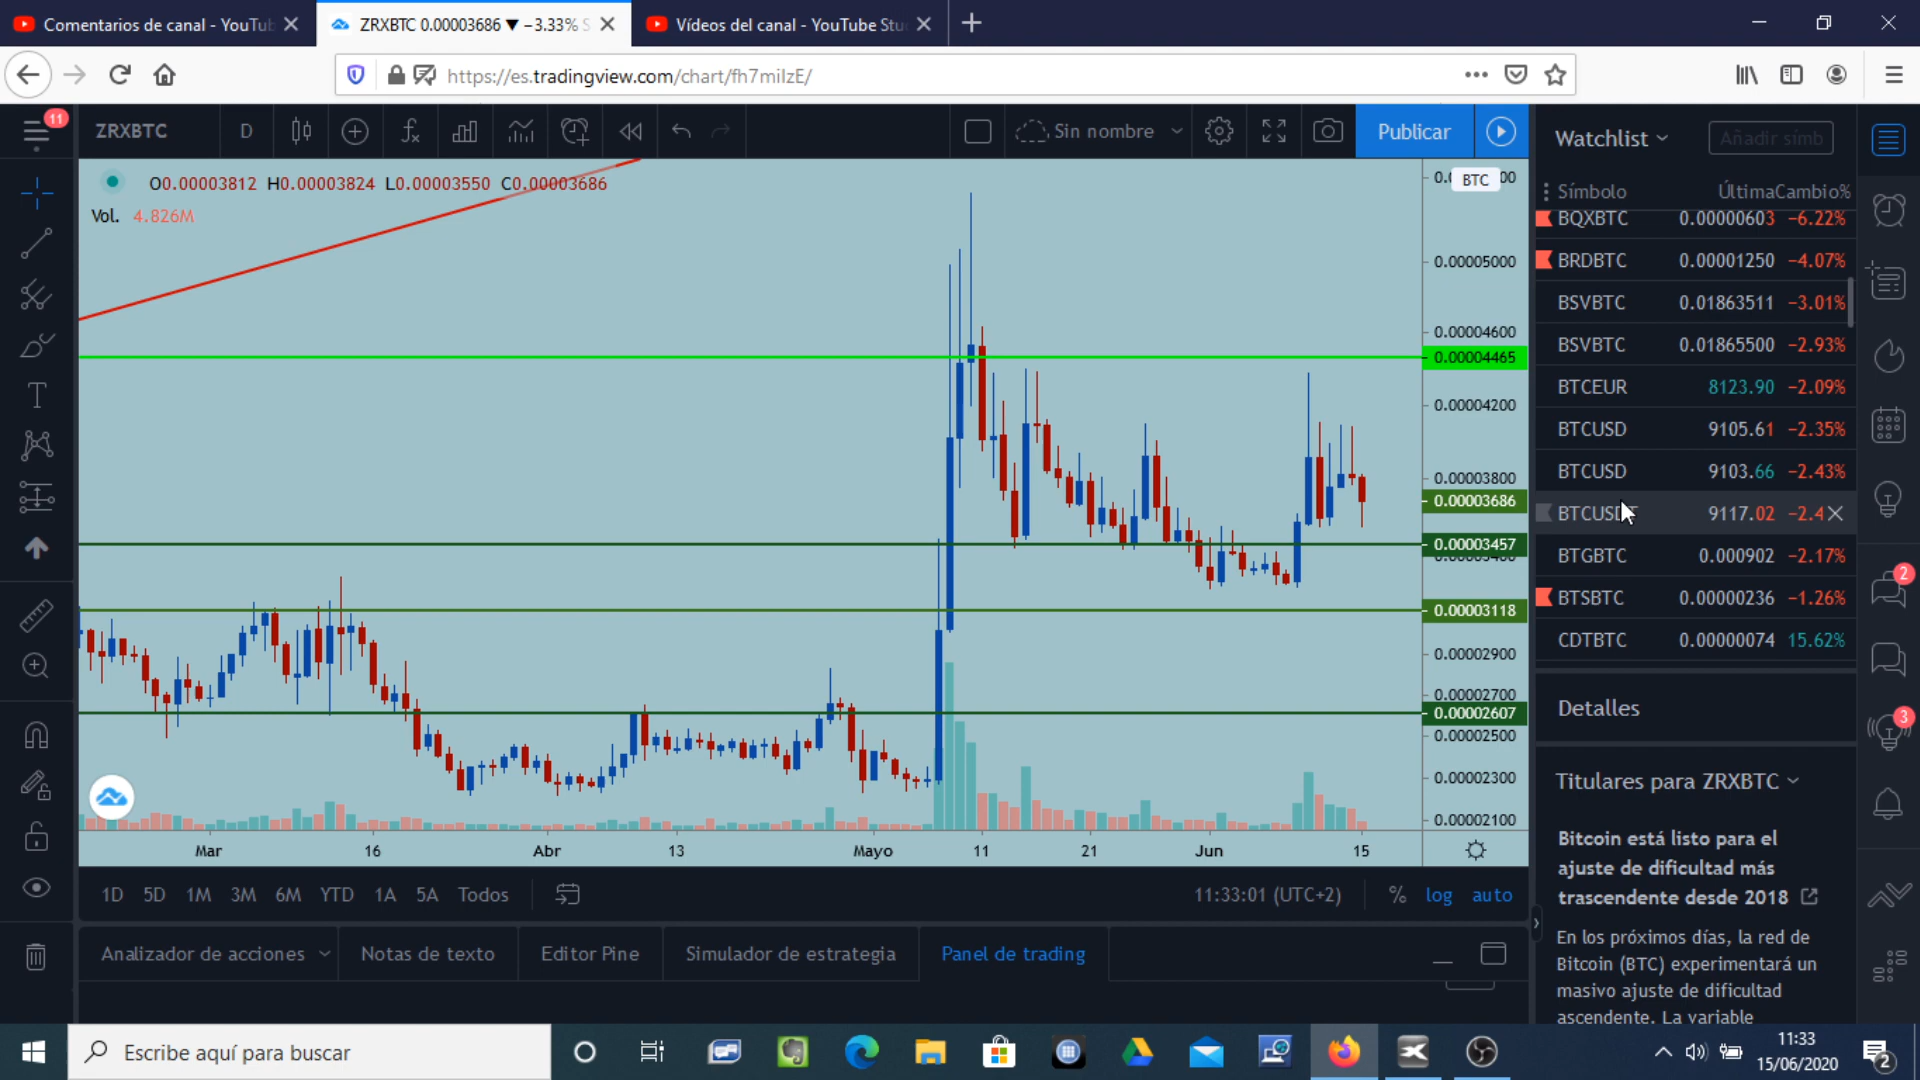 Comentarios de canal - YouTub
ZRXBTC 0.00003686 ▼ −3.33% S
Vídeos del canal - YouTube Stu
https://es.tradingview.com/chart/fh7milzE/
11
ZRXBTC
D
Sin nombre
Publicar
O0.00003812 H0.00003824 L0.00003550 C0.00003686
Vol. 4.826M
BTC
0.00005000
0.00004600
0.00004465
0.00004200
0.00003800
0.00003686
0.00003457
0.00003118
0.00002900
0.00002700
0.00002607
0.00002500
0.00002300
0.00002100
Mar
16
Abr
13
Mayo
11
21
Jun
15
1D 5D 1M 3M 6M YTD 1A 5A Todos
11:33:01 (UTC+2)
% log auto
Analizador de acciones
Notas de texto
Editor Pine
Simulador de estrategia
Panel de trading
Watchlist
Añadir símb
Símbolo ÚltimaCambio%
BQXBTC 0.00000603 −6.22%
BRDBTC 0.00001250 −4.07%
BSVBTC 0.01863511 −3.01%
BSVBTC 0.01865500 −2.93%
BTCEUR 8123.90 −2.09%
BTCUSD 9105.61 −2.35%
BTCUSD 9103.66 −2.43%
BTCUSDT 9117.02 −2.4
BTGBTC 0.000902 −2.17%
BTSBTC 0.00000236 −1.26%
CDTBTC 0.00000074 15.62%
Detalles
Titulares para ZRXBTC
Bitcoin está listo para el
ajuste de dificultad más
trascendente desde 2018
En los próximos días, la red de
Bitcoin (BTC) experimentará un
masivo ajuste de dificultad
ascendente. La variable
2
3
Escribe aquí para buscar
11:33
15/06/2020
2